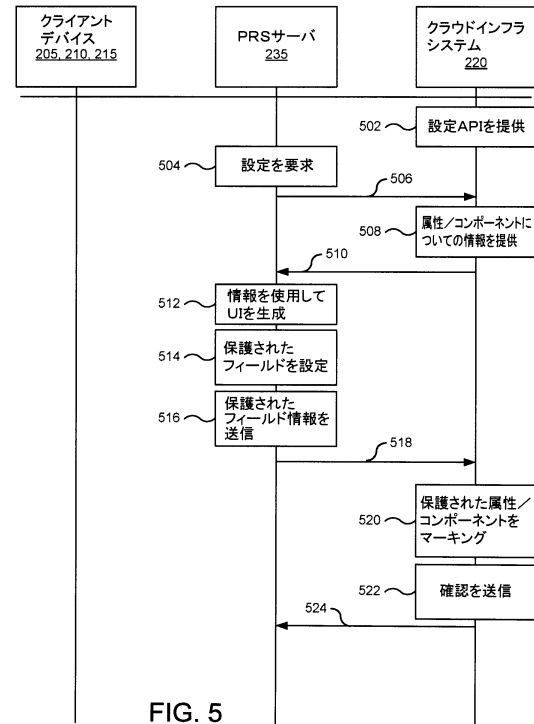 クライアント
デバイス
205, 210, 215
PRSサーバ
235
クラウドインフラ
システム
220
502
設定APIを提供
504
設定を要求
506
508
属性／コンポーネントに
ついての情報を提供
510
512
情報を使用して
UIを生成
514
保護された
フィールドを設定
516
保護された
フィールド情報を
送信
518
520
保護された属性／
コンポーネントを
マーキング
522
確認を送信
524
FIG. 5